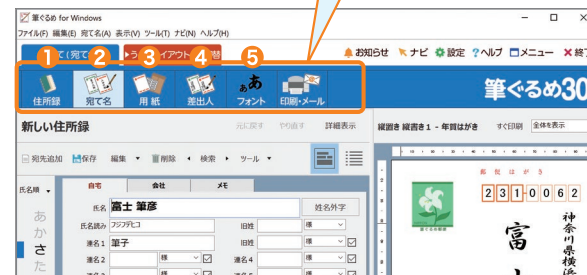 筆ぐるめ for Windows
ファイル(F) 編集(E) 宛て名(A) 表示(V) ツール(T) ナビ(N) ヘルプ(H)
お知らせ ナビ 設定 ?ヘルプ メニュー ×終了
1 2 3 4 5
住所録 宛て名 用紙 差出人 フォント 印刷・メール
筆ぐるめ30
新しい住所録 元に戻す やり直す 詳細表示
縦置き 縦書き1 - 年賀はがき すぐ印刷 全体を表示
宛先追加 保存 編集 削除 検索 ツール
氏名順 自宅 会社 メモ
郵便はがき
氏名 富士 筆彦 姓名外字
231-0062
氏名読み フジフデヒコ 旧姓 様
連名1 筆子 旧姓 様
連名2 様 連名4 様
あ
か
さ
た
神奈川県横浜
富